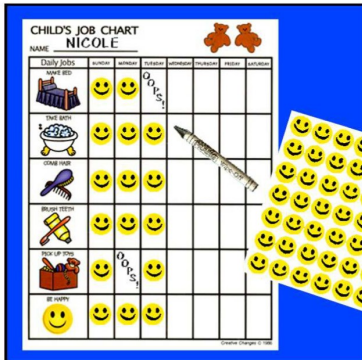 CHILD'S JOB CHART
NAME NICOLE
Daily Jobs SUNDAY MONDAY TUESDAY WEDNESDAY THURSDAY FRIDAY SATURDAY
MAKE BED
OOPS!
TAKE BATH
COMB HAIR
BRUSH TEETH
PICK UP TOYS
OOPS!
BE HAPPY
Creative Changes © 1986